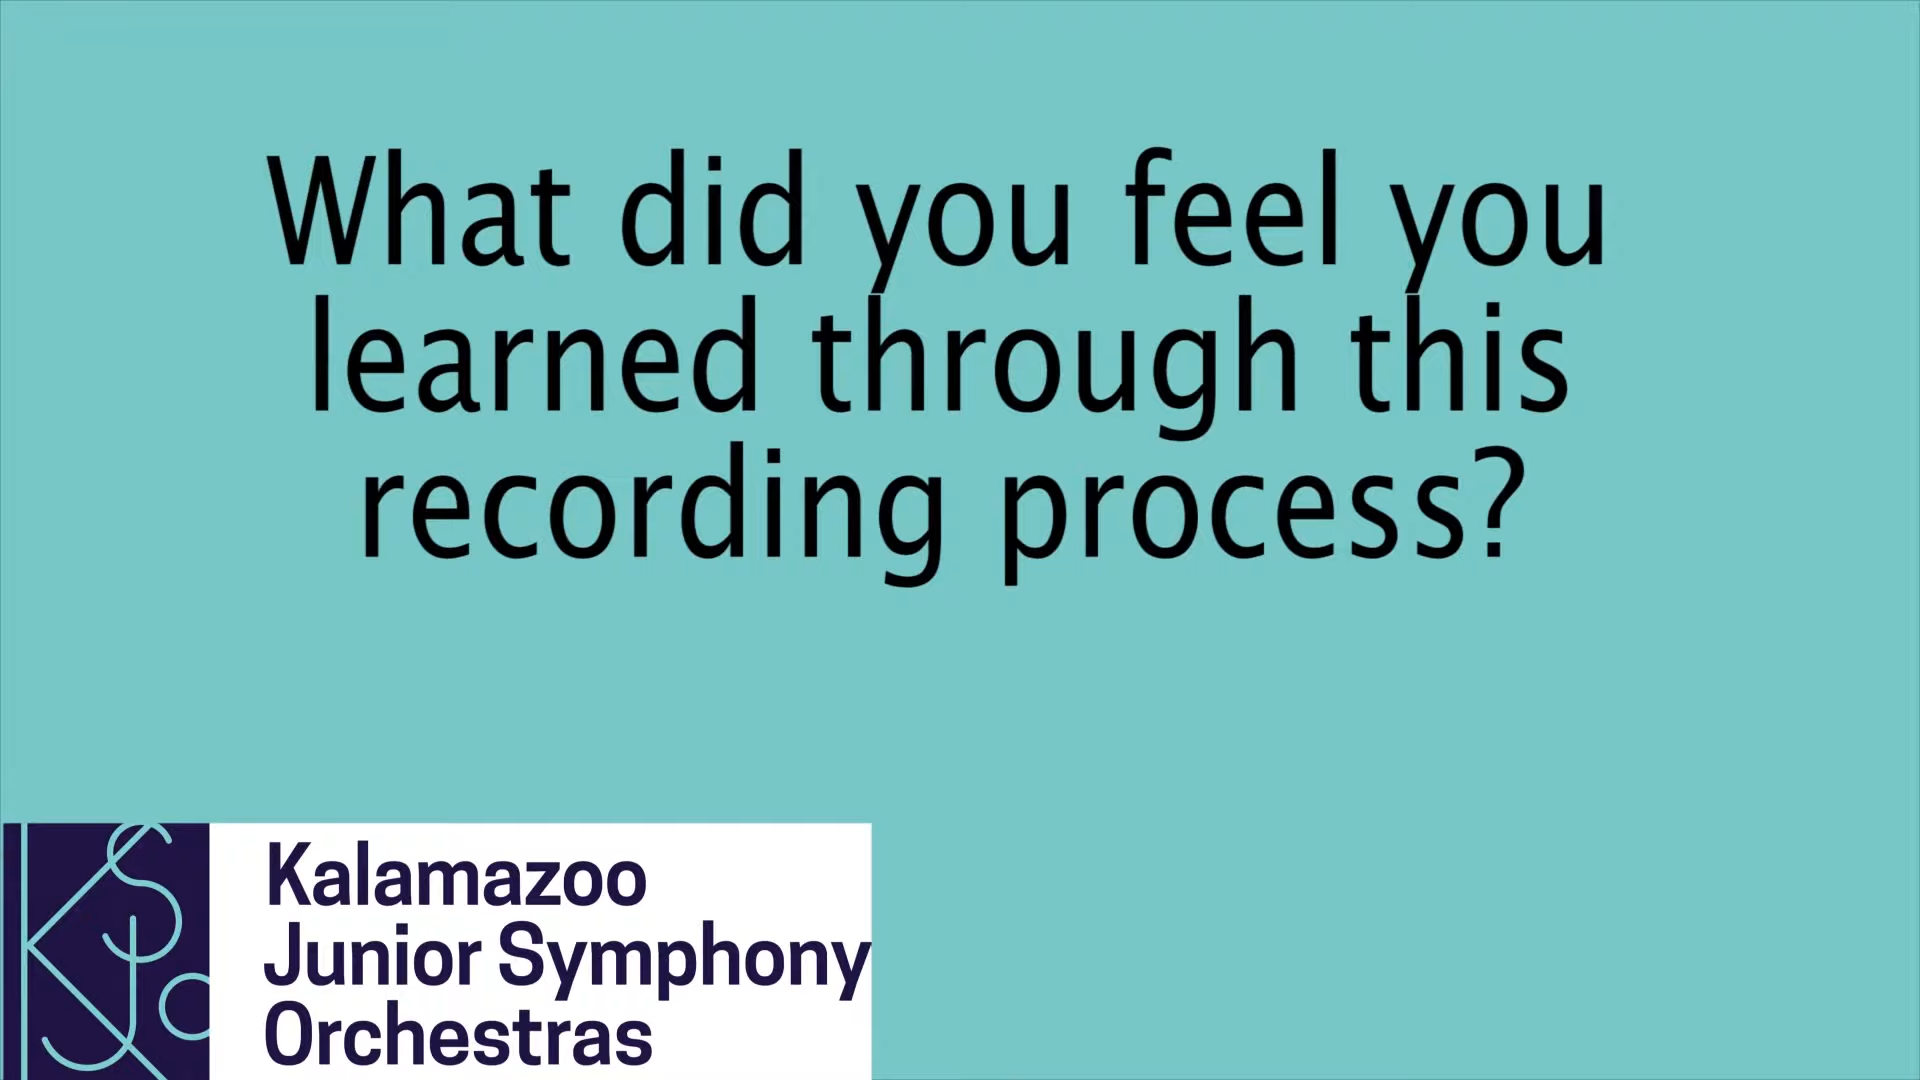 What did you feel you
learned through this
recording process?
Kalamazoo
Junior Symphony
Orchestras